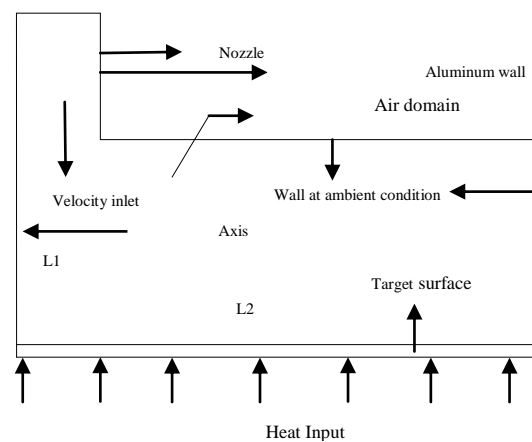 Nozzle
Aluminum wall
Air domain
Velocity inlet
Wall at ambient condition
Axis
L1
Target surface
L2
Heat Input